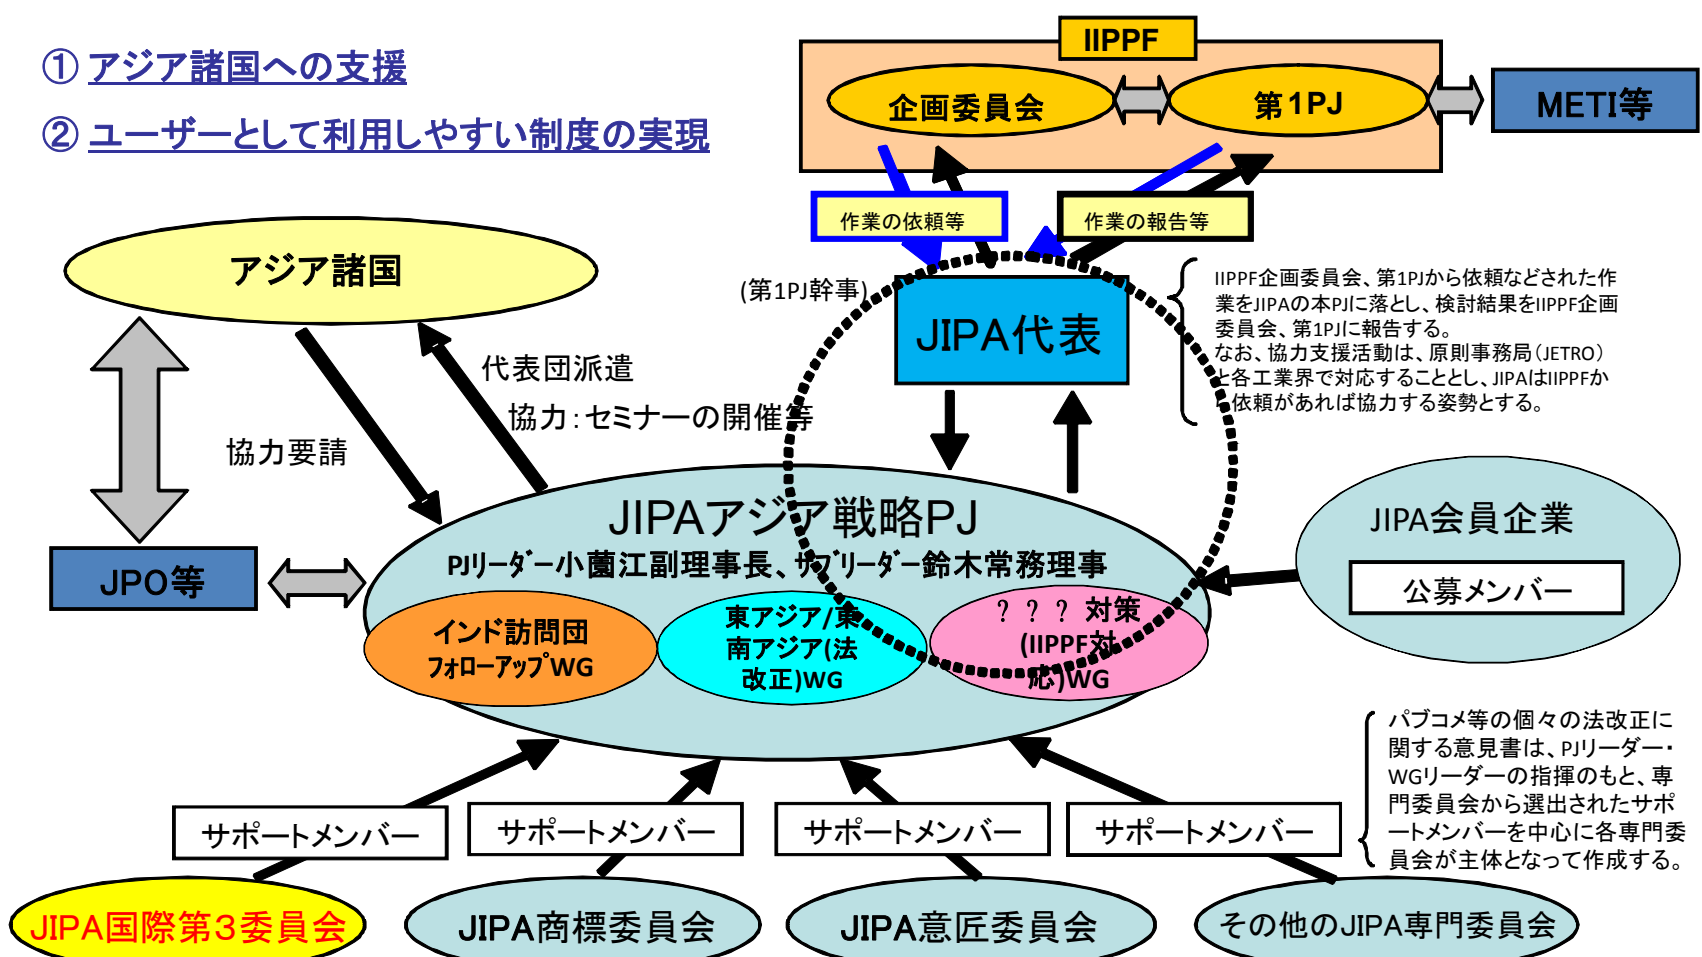 ① アジア諸国への支援
② ユーザーとして利用しやすい制度の実現
IIPPF
企画委員会
第1PJ
METI等
作業の依頼等
作業の報告等
アジア諸国
(第1PJ幹事)
JIPA代表
IIPPF企画委員会、第1PJから依頼などされた作
業をJIPAの本PJに落とし、検討結果をIIPPF企画
委員会、第1PJに報告する。
なお、協力支援活動は、原則事務局(JETRO)
と各工業界で対応することとし、JIPAはIIPPFか
依頼があれば協力する姿勢とする。
代表団派遣
協力:セミナーの開催等
協力要請
JIPAアジア戦略PJ
PJリーダー小薗江副理事長、サブリーダー鈴木常務理事
JPO等
インド訪問団
フォローアップWG
東アジア/東
南アジア(法
改正)WG
??? 対策
(IIPPF対
応)WG
JIPA会員企業
公募メンバー
パブコメ等の個々の法改正に
関する意見書は、PJリーダー・
WGリーダーの指揮のもと、専
門委員会から選出されたサポ
ートメンバーを中心に各専門委
員会が主体となって作成する。
サポートメンバー
サポートメンバー
サポートメンバー
サポートメンバー
JIPA国際第3委員会
JIPA商標委員会
JIPA意匠委員会
その他のJIPA専門委員会